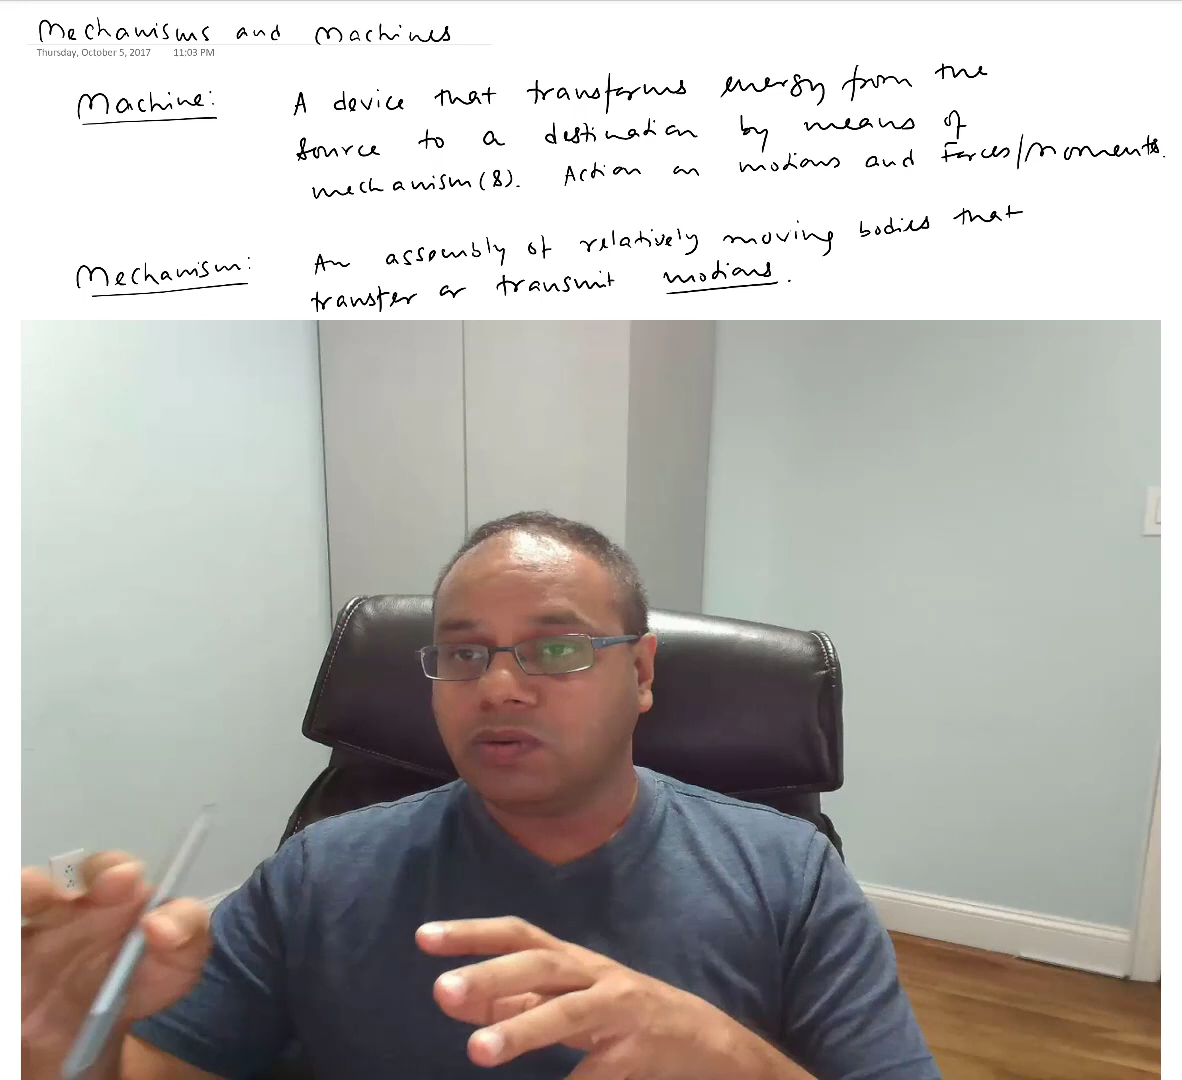 Mechanisms and Machines
Thursday, October 5, 2017 11:03 PM
Machine: A device that transforms energy from the
source to a destination by means of
mechanism(s). Action on motions and Forces/moments.
Mechanism: An assembly of relatively moving bodies that
transfer or transmit motions.